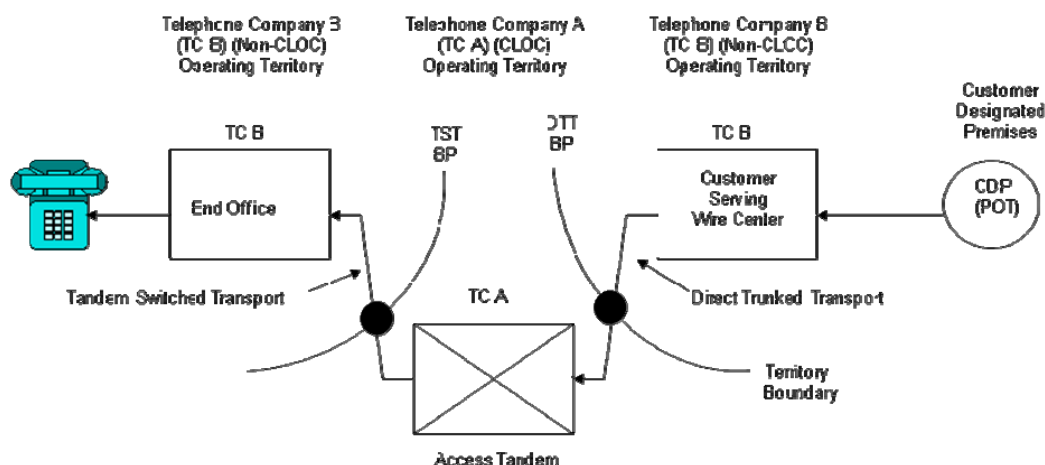 Telephone Company B
(TC B) (Non-CLOC)
Operating Territory
Telephone Company A
(TC A) (CLOC)
Operating Territory
Telephone Company B
(TC B) (Non-CLOC)
Operating Territory
Customer
Designated
Premises
TC B
TST
BP
DTT
BP
TC B
End Office
Customer
Serving
Wire Center
CDP
(POT)
Tandem Switched Transport
TC A
Direct Trunked Transport
Territory
Boundary
Access Tandem